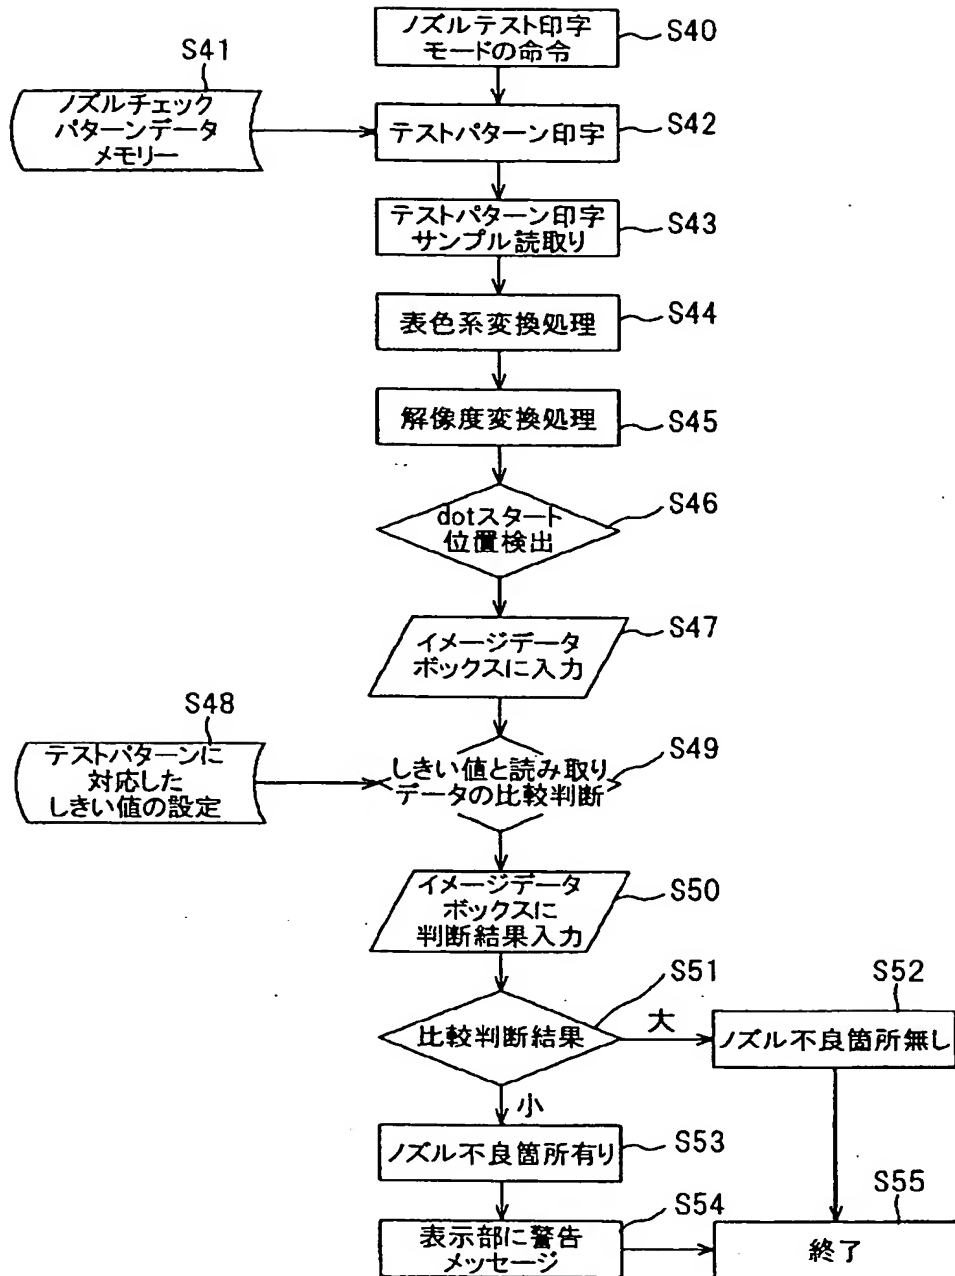 ノズルテスト印字
モードの命令
S40
S41
ノズルチェック
パターンデータ
メモリー
テストパターン印字
S42
テストパターン印字
サンプル読取り
S43
表色系変換処理
S44
解像度変換処理
S45
dotスタート
位置検出
S46
イメージデータ
ボックスに入力
S47
S48
テストパターンに
対応した
しきい値の設定
しきい値と読み取り
データの比較判断
S49
イメージデータ
ボックスに
判断結果入力
S50
比較判断結果
S51
大
S52
ノズル不良箇所無し
小
ノズル不良箇所有り
S53
表示部に警告
メッセージ
S54
S55
終了